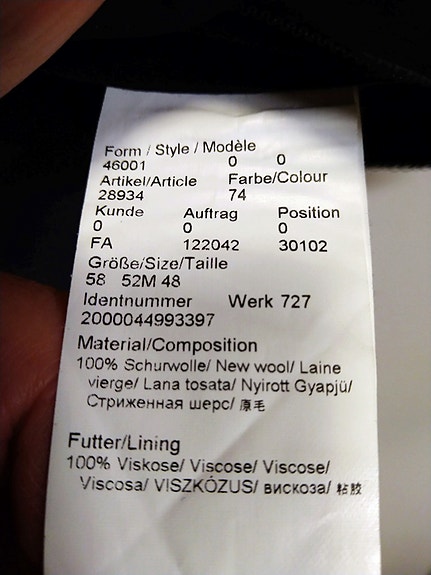 Form / Style / Modèle
46001 0 0
Artikel/Article Farbe/Colour
28934 74
Kunde Auftrag Position
0 0 0
FA 122042 30102
Größe/Size/Taille
58 52M 48
Identnummer Werk 727
2000044993397
Material/Composition
100% Schurwolle/ New wool/ Laine
vierge/ Lana tosata/ Nyirott Gyapjü/
Стриженная шерс/ 原毛
Futter/Lining
100% Viskose/ Viscose/ Viscose/
Viscosa/ VISZKÓZUS/ вискоза/ 粘胶